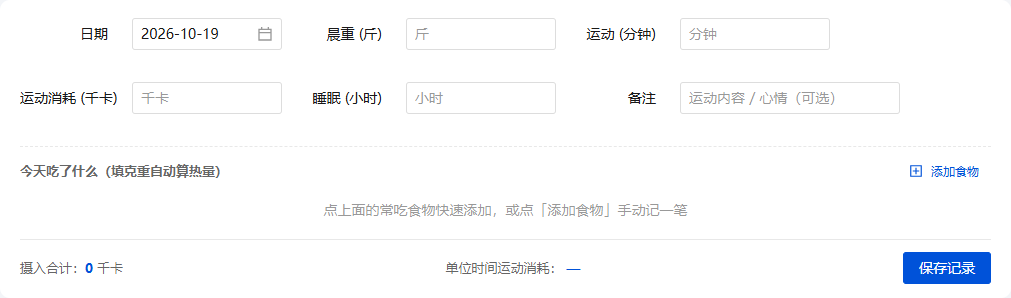 日期 2026-10-19 晨重 (斤) 斤 运动 (分钟) 分钟
运动消耗 (千卡) 千卡 睡眠 (小时) 小时 备注 运动内容 / 心情（可选）
今天吃了什么（填克重自动算热量） 添加食物
点上面的常吃食物快速添加，或点「添加食物」手动记一笔
摄入合计：0 千卡 单位时间运动消耗： — 保存记录